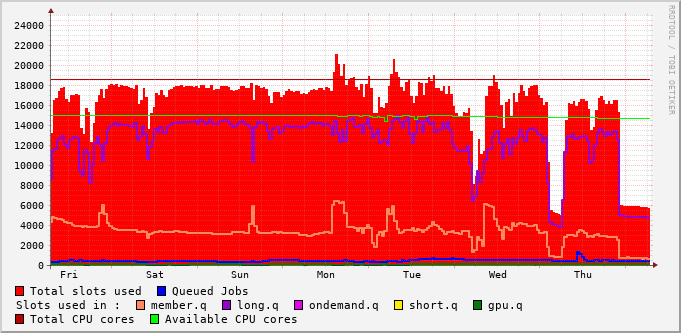 RRDTOOL / TOBI OETIKER
24000
22000
20000
18000
16000
14000
12000
10000
8000
6000
4000
2000
0
Fri Sat Sun Mon Tue Wed Thu
Total slots used Queued Jobs
Slots used in : member.q long.q ondemand.q short.q gpu.q
Total CPU cores Available CPU cores